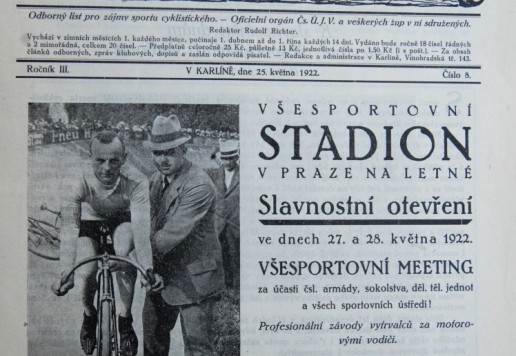 Odborný list pro zájmy sportu cyklistického. - Oficielní orgán Čs. Ú. J. V. a veškerých žup v ní sdružených.
Redaktor Rudolf Richter.
Vychází v zimních měsících 1. každého měsíce, počínaje 1. dubnem až do 1. října každých 14 dní. Vydáno bude ročně 18 čísel řádných
a 2 mimořádná, celkem 20 čísel. — Předplatné celoročně 25 Kč, půlletně 13 Kč, jednotlivá čísla po 1.50 Kč (i s pošt.). — Za obsah
článků odborných, zpráv klubových, dopisů a zaslán odpovídá pisatel. — Redakce a administrace v Karlíně, Vinohradská tř. 143.
Ročník III. V KARLÍNĚ, dne 25. května 1922. Číslo 8.
Pneu
VŠESPORTOVNÍ
STADION
V PRAZE NA LETNÉ
Slavnostní otevření
ve dnech 27. a 28. května 1922.
VŠESPORTOVNÍ MEETING
za účasti čsl. armády, sokolstva, děl. těl. jednot
a všech sportovních ústředí!
Profesionální závody vytrvalců za motoro-
vými vodiči.